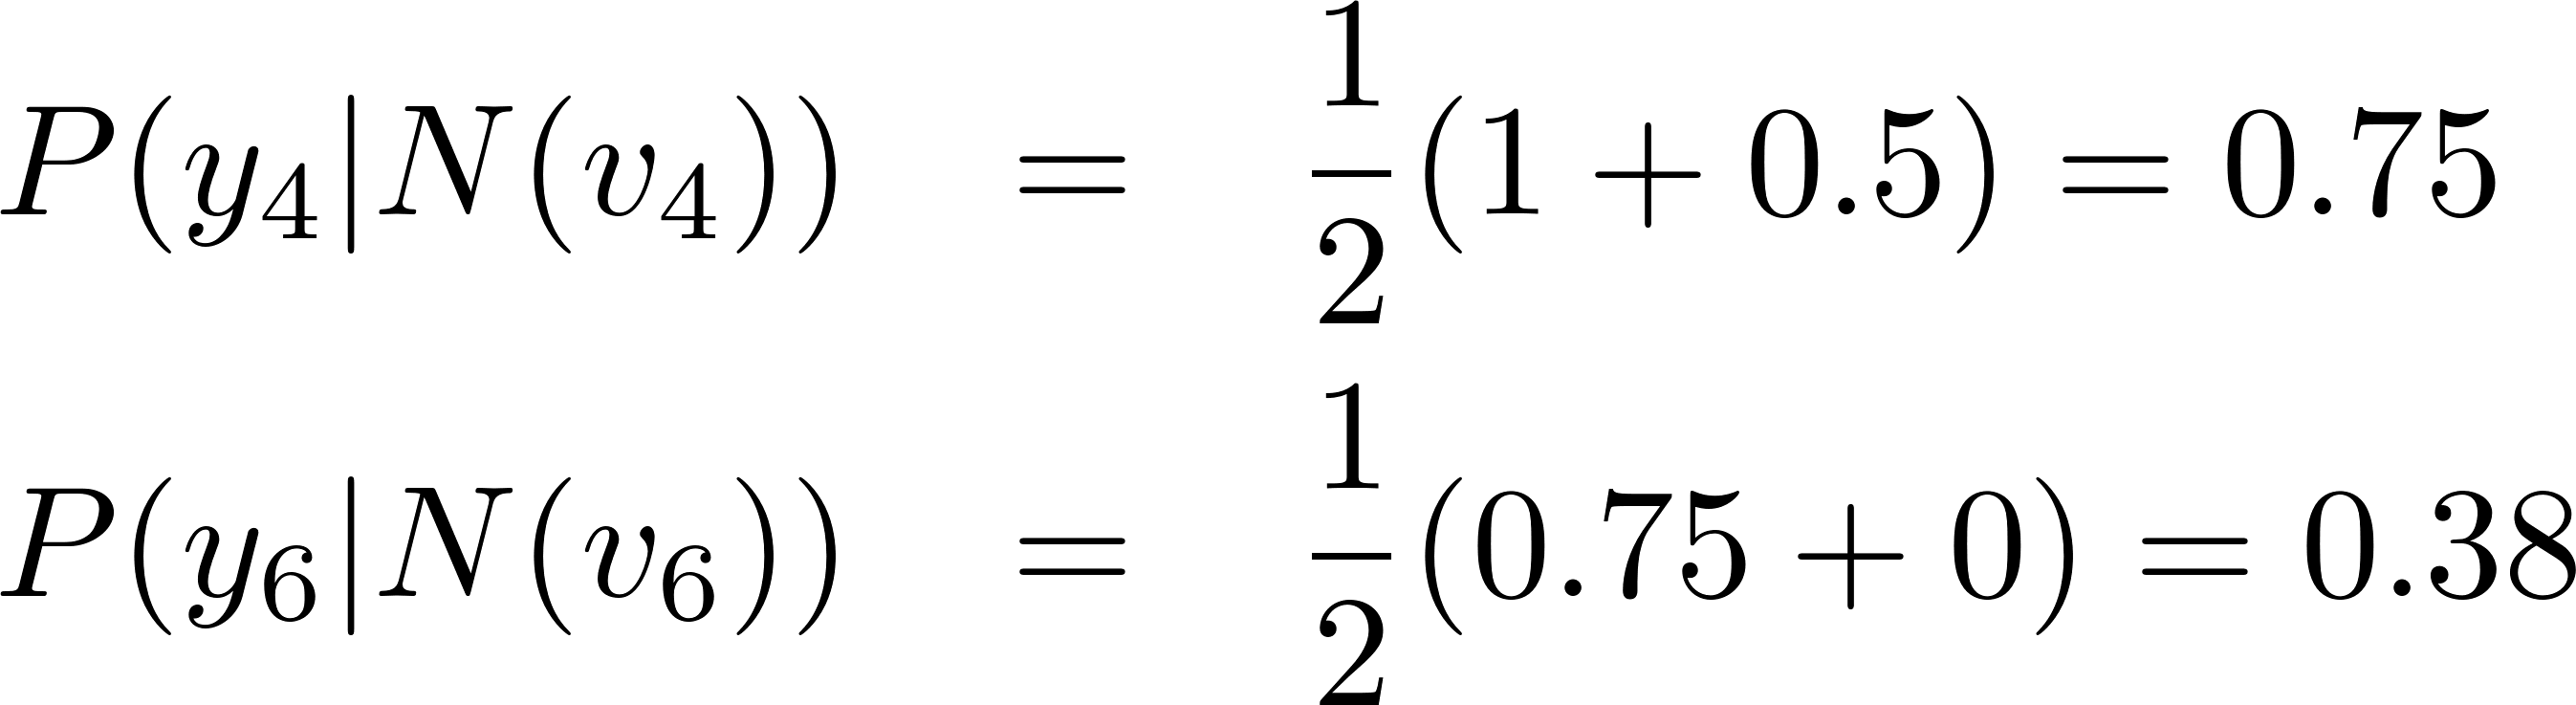 P(y_4|N(v_4)) = \frac{1}{2}(1 + 0.5) = 0.75
P(y_6|N(v_6)) = \frac{1}{2}(0.75 + 0) = 0.38